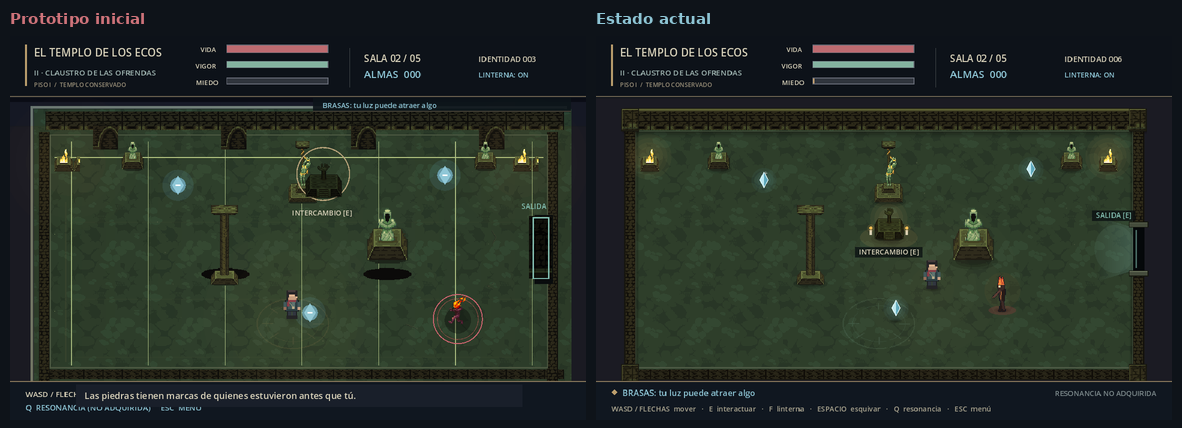 Prototipo inicial
EL TEMPLO DE LOS ECOS
II · CLAUSTRO DE LAS OFRENDAS
PISO I / TEMPLO CONSERVADO
VIDA
VIGOR
MIEDO
SALA 02 / 05
ALMAS 000
IDENTIDAD 003
LINTERNA: ON
BRASAS: tu luz puede atraer algo
INTERCAMBIO [E]
SALIDA
WASD / FLECH
Las piedras tienen marcas de quienes estuvieron antes que tú.
Q RESONANCIA (NO ADQUIRIDA) ESC MENÚ
Estado actual
EL TEMPLO DE LOS ECOS
II · CLAUSTRO DE LAS OFRENDAS
PISO I / TEMPLO CONSERVADO
VIDA
VIGOR
MIEDO
SALA 02 / 05
ALMAS 000
IDENTIDAD 006
LINTERNA: ON
SALIDA [E]
INTERCAMBIO [E]
BRASAS: tu luz puede atraer algo
RESONANCIA NO ADQUIRIDA
WASD / FLECHAS mover · E interactuar · F linterna · ESPACIO esquivar · Q resonancia · ESC menú